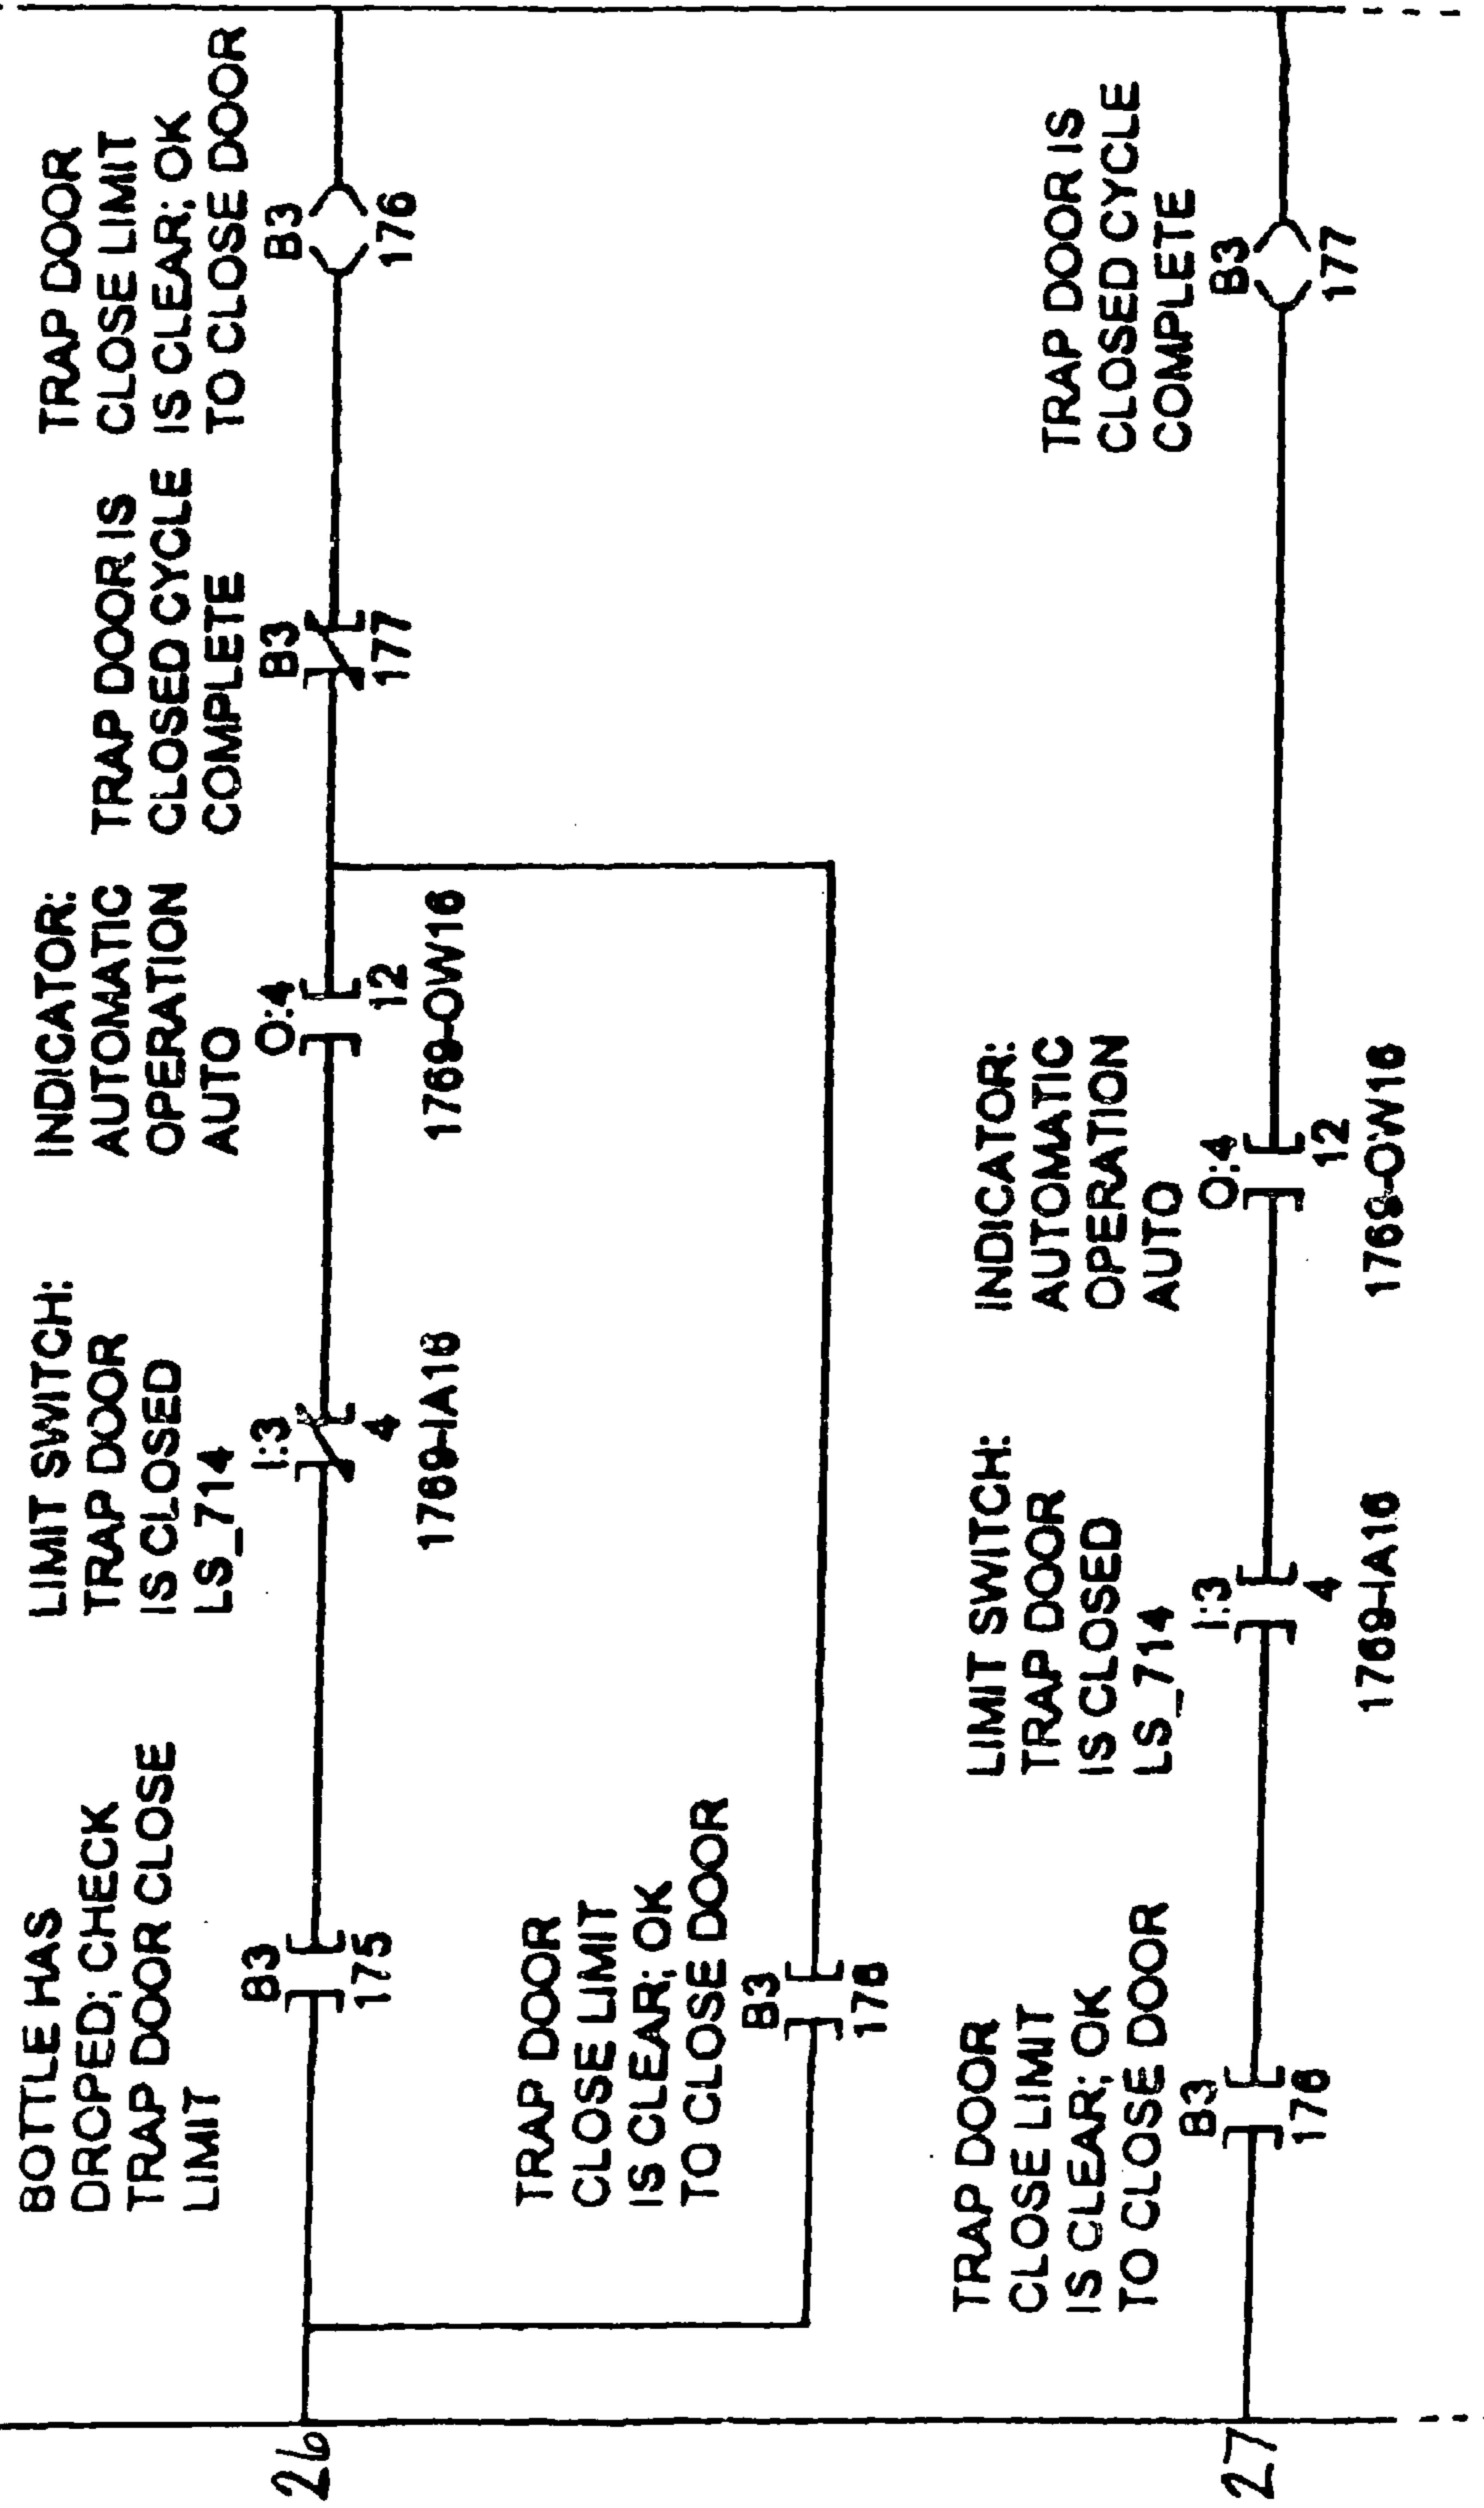 BOTTLE HAS
DROPED; CHECK
TRAP DOOR CLOSE
LIMIT
B3
175
LIMIT SWITCH:
TRAP DOOR
IS CLOSED
LS_714
I:3
4
1769-IA16
INDICATOR:
AUTOMATIC
OPERATION
AUTO
O:4
12
1769-OW16
TRAP DOOR IS
CLOSED CYCLE
COMPLETE
B3
177
TRAP DOOR
CLOSE LIMIT
IS CLEAR; OK
TO CLOSE DOOR
B3
176
26
TRAP DOOR
CLOSE LIMIT
IS CLEAR; OK
TO CLOSE DOOR
B3
176
TRAP DOOR
CLOSE LIMIT
IS CLEAR; OK
TO CLOSE DOOR
B3
176
LIMIT SWITCH:
TRAP DOOR
IS CLOSED
LS_714
I:3
4
1769-IA16
INDICATOR:
AUTOMATIC
OPERATION
AUTO
O:4
12
1769-OW16
TRAP DOOR IS
CLOSED CYCLE
COMPLETE
B3
177
27